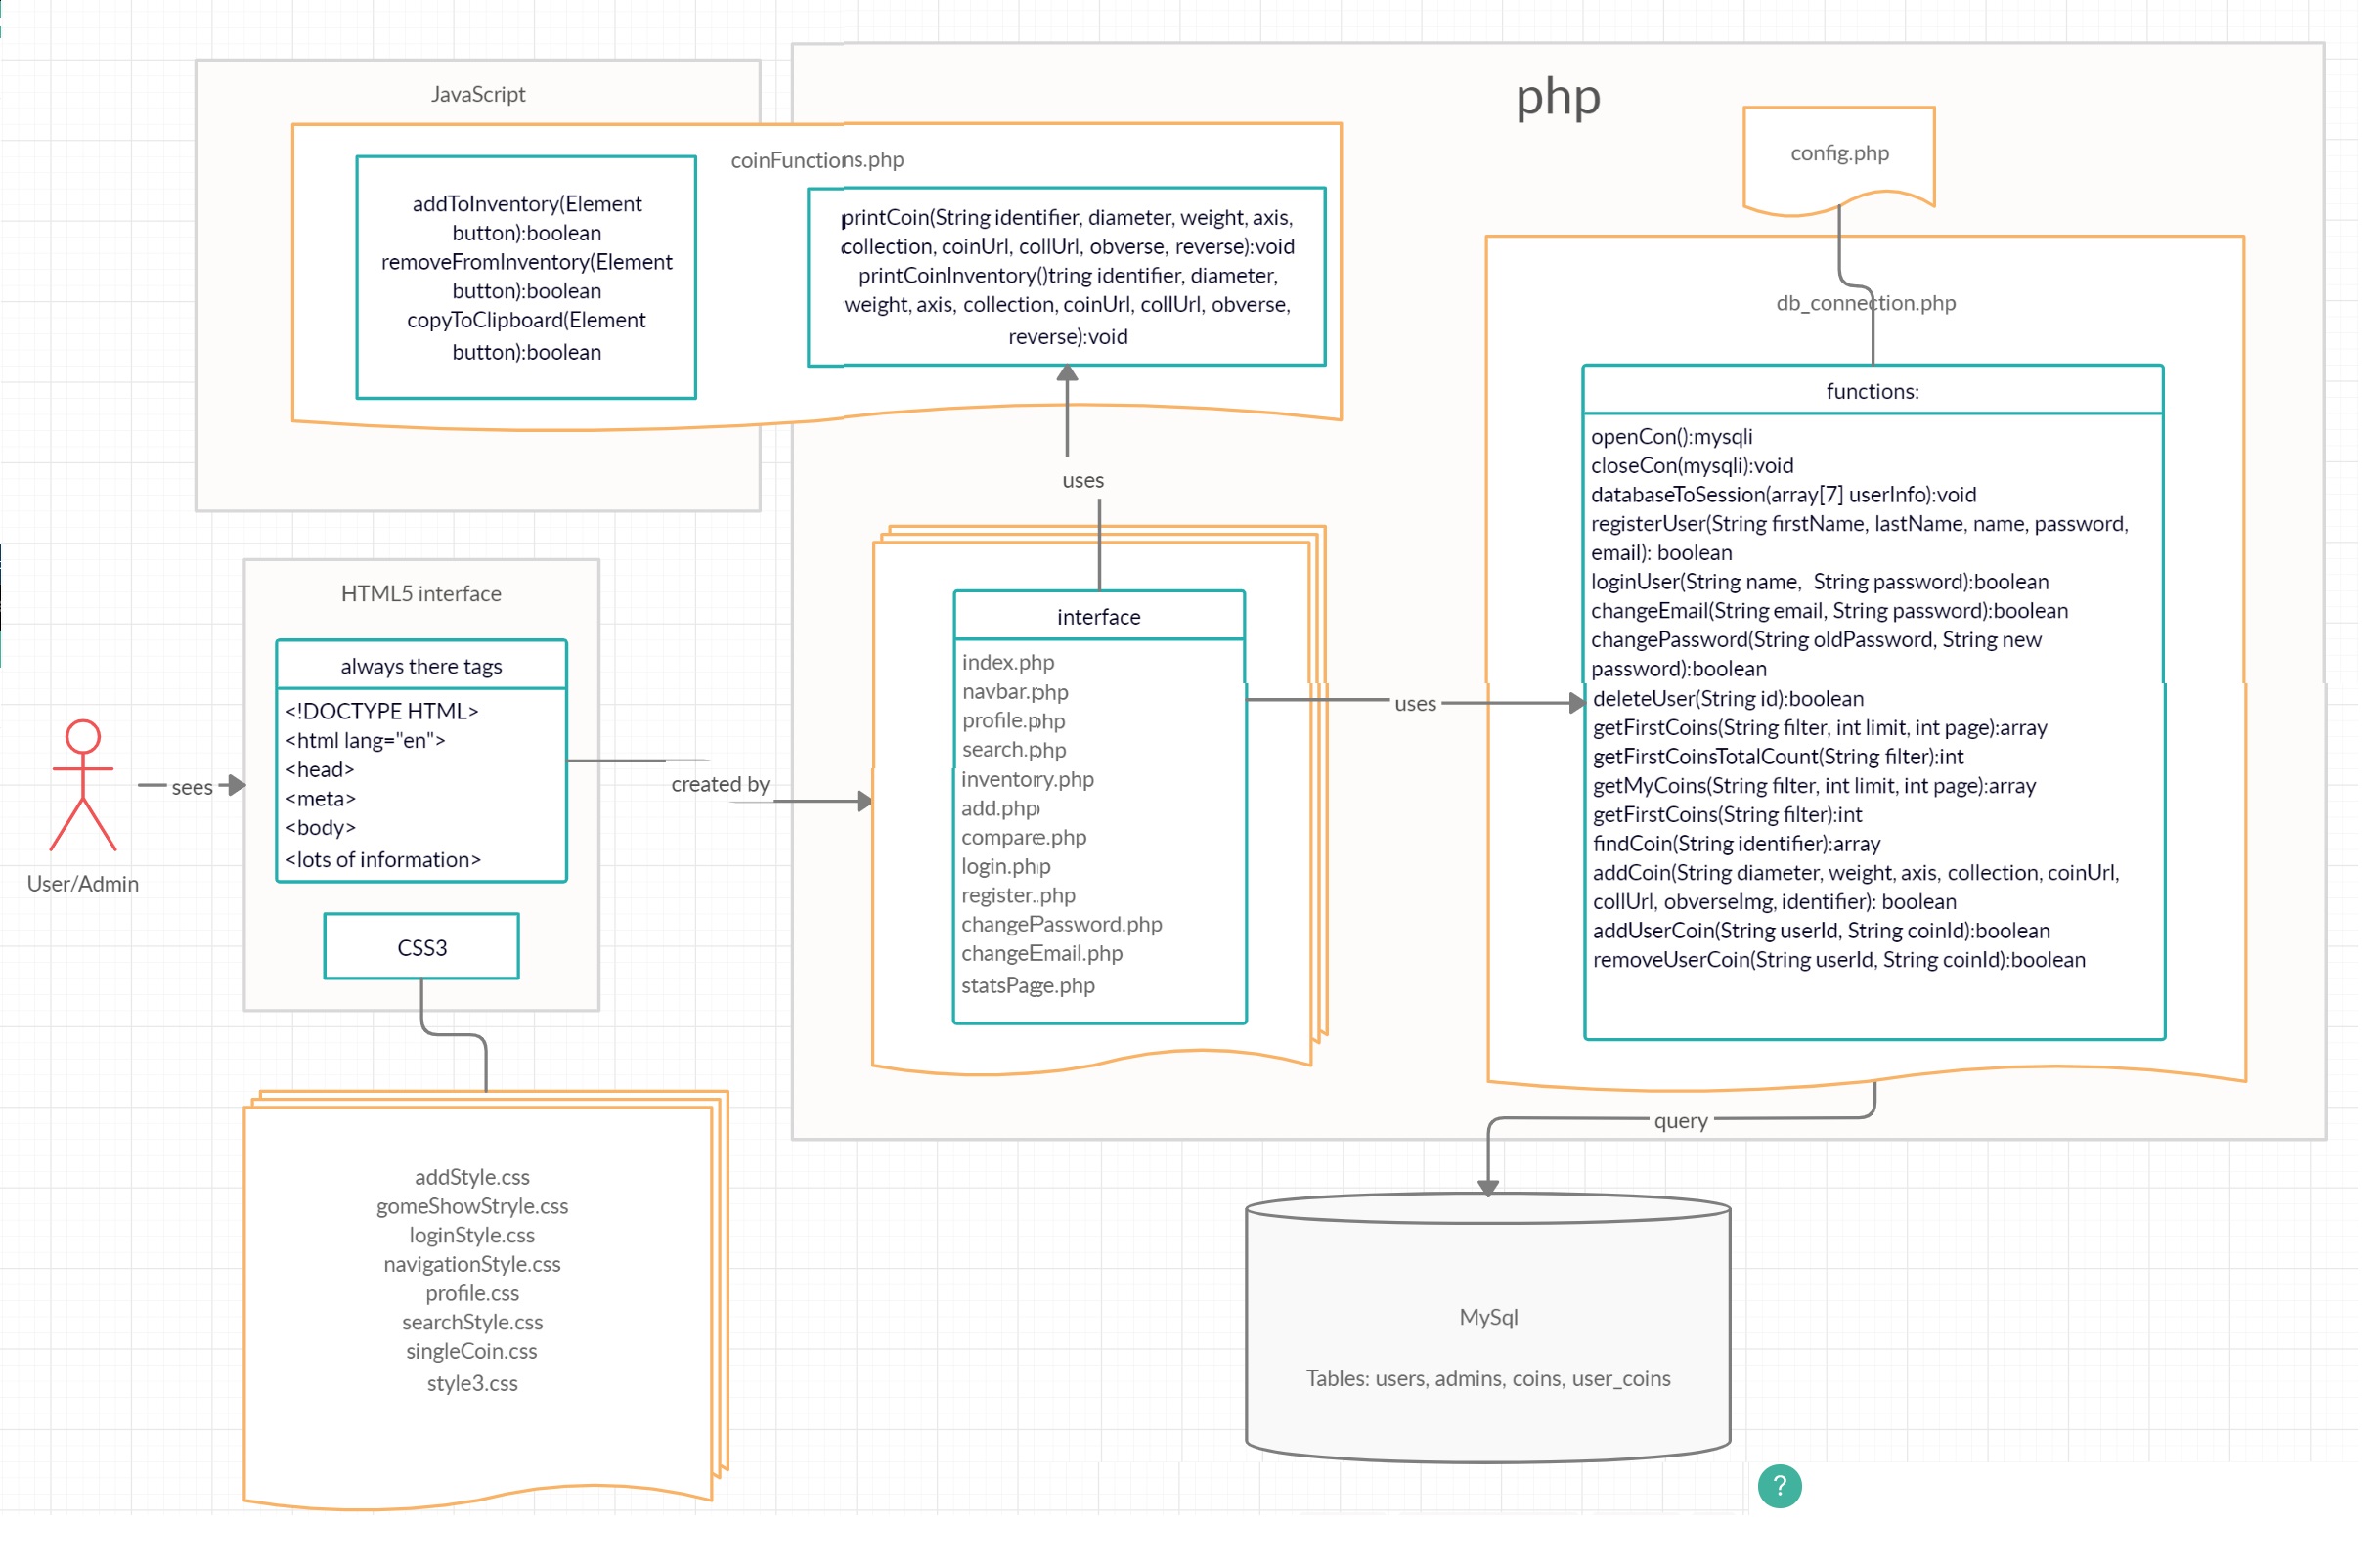 JavaScript
coinFunctions.php
addToInventory(Element
button):boolean
removeFromInventory(Element
button):boolean
copyToClipboard(Element
button):boolean
php
printCoin(String identifier, diameter, weight, axis,
collection, coinUrl, collUrl, obverse, reverse):void
printCoinInventory()tring identifier, diameter,
weight, axis, collection, coinUrl, collUrl, obverse,
reverse):void
config.php
db_connection.php
functions:
openCon():mysqli
closeCon(mysqli):void
databaseToSession(array[7] userInfo):void
registerUser(String firstName, lastName, name, password,
email): boolean
loginUser(String name, String password):boolean
changeEmail(String email, String password):boolean
changePassword(String oldPassword, String new
password):boolean
deleteUser(String id):boolean
getFirstCoins(String filter, int limit, int page):array
getFirstCoinsTotalCount(String filter):int
getMyCoins(String filter, int limit, int page):array
getFirstCoins(String filter):int
findCoin(String identifier):array
addCoin(String diameter, weight, axis, collection, coinUrl,
collUrl, obverseImg, identifier): boolean
addUserCoin(String userId, String coinId):boolean
removeUserCoin(String userId, String coinId):boolean
uses
interface
index.php
navbar.php
profile.php
search.php
inventory.php
add.php
compare.php
login.php
register.php
changePassword.php
changeEmail.php
statsPage.php
uses
HTML5 interface
always there tags
<!DOCTYPE HTML>
<html lang="en">
<head>
<meta>
<body>
<lots of information>
CSS3
created by
sees
User/Admin
addStyle.css
gomeShowStryle.css
loginStyle.css
navigationStyle.css
profile.css
searchStyle.css
singleCoin.css
style3.css
query
MySql
Tables: users, admins, coins, user_coins
?